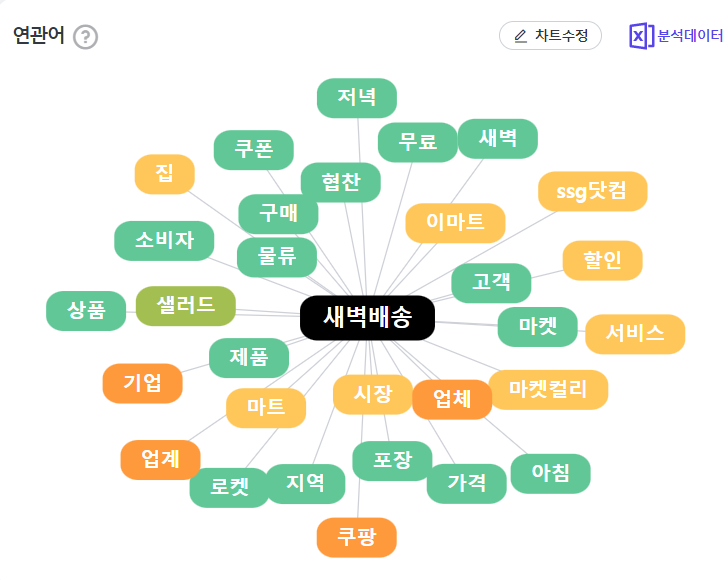 연관어 ?
차트수정
분석데이터
저녁
무료
새벽
쿠폰
집
협찬
ssg닷컴
구매
이마트
소비자
물류
할인
고객
상품
샐러드
새벽배송
마켓
서비스
제품
기업
시장
업체
마켓컬리
마트
업계
포장
아침
로켓
지역
가격
쿠팡